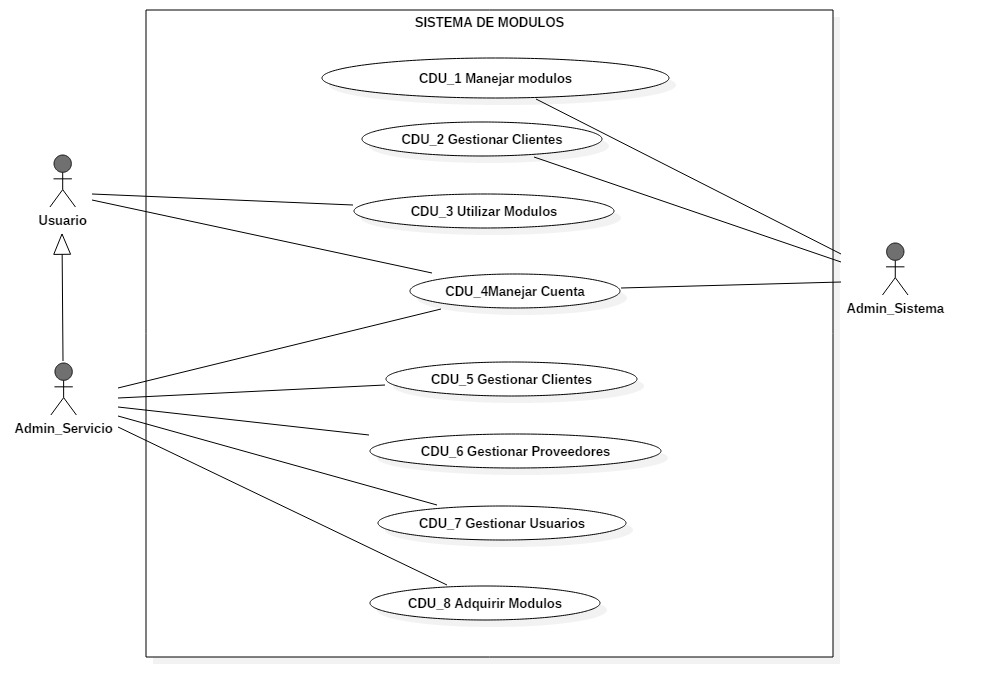 SISTEMA DE MODULOS
CDU_1 Manejar modulos
CDU_2 Gestionar Clientes
CDU_3 Utilizar Modulos
Usuario
CDU_4Manejar Cuenta
Admin_Sistema
CDU_5 Gestionar Clientes
Admin_Servicio
CDU_6 Gestionar Proveedores
CDU_7 Gestionar Usuarios
CDU_8 Adquirir Modulos